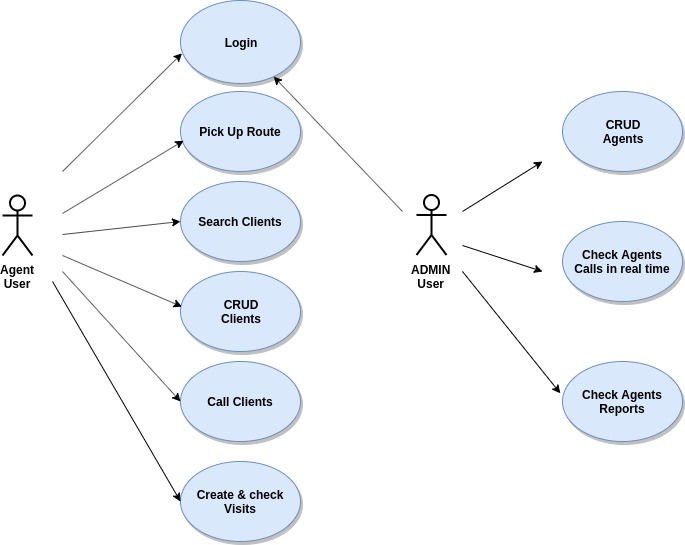 Login
Pick Up Route
Search Clients
CRUD
Clients
Call Clients
Create & check
Visits
Agent
User
ADMIN
User
CRUD
Agents
Check Agents
Calls in real time
Check Agents
Reports